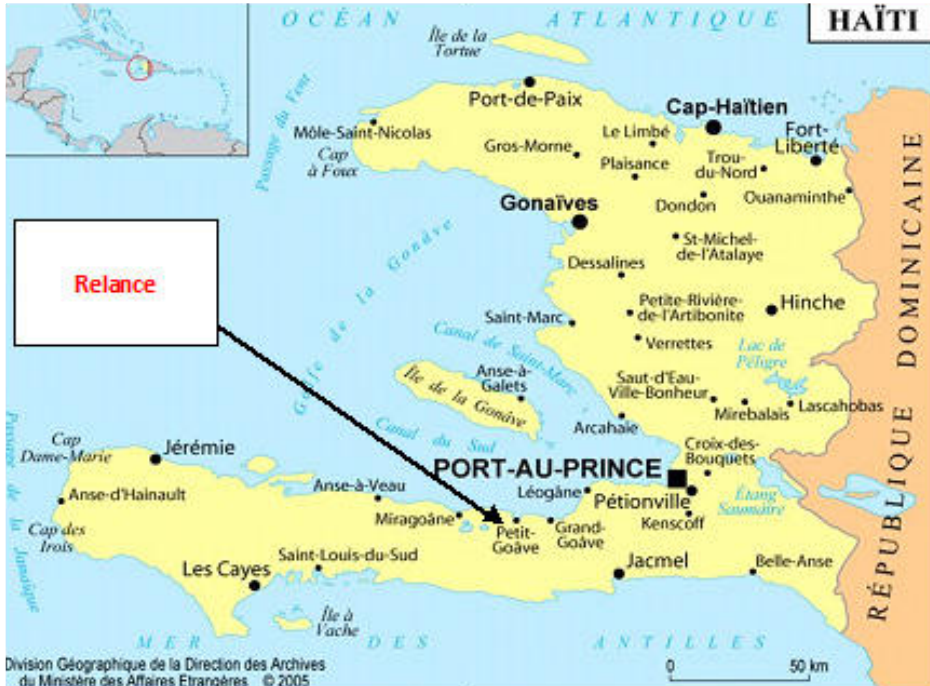 HAÏTI
OCÉAN ATLANTIQUE
Île de la
Tortue
Passage du Vent
Port-de-Paix
Cap-Haïtien
Môle-Saint-Nicolas
Cap
à Foux
Gros-Morne
Le Limbé
Plaisance
Trou-
du-Nord
Fort-
Liberté
Ouanaminthe
Dondon
Gonaïves
St-Michel-
de-l'Atalaye
Dessalines
Relance
Golfe de la Gonâve
Hinche
Petite-Rivière-
de-l'Artibonite
Saint-Marc
Verrettes
Canal de Saint-Marc
Lac de
Péligre
Anse-à-
Galets
Île de la Gonâve
Saut-d'Eau-
Ville-Bonheur
Mirebalais
Lascahobas
Arcahaie
Canal du Sud
Croix-des-
Bouquets
PORT-AU-PRINCE
Pétionville
Étang
Saumatre
Kenscoff
Cap
Dame-Marie
Jérémie
Passage de la Jamaïque
Anse-d'Hainault
Anse-à-Veau
Léogâne
Miragoâne
Petit-
Goâve
Grand-
Goâve
Cap des
Irois
Saint-Louis-du-Sud
Les Cayes
Jacmel
Belle-Anse
Île à
Vache
RÉPUBLIQUE DOMINICAINE
MER DES ANTILLES
Division Géographique de la Direction des Archives
du Ministère des Affaires Etrangères © 2005
0 50 km